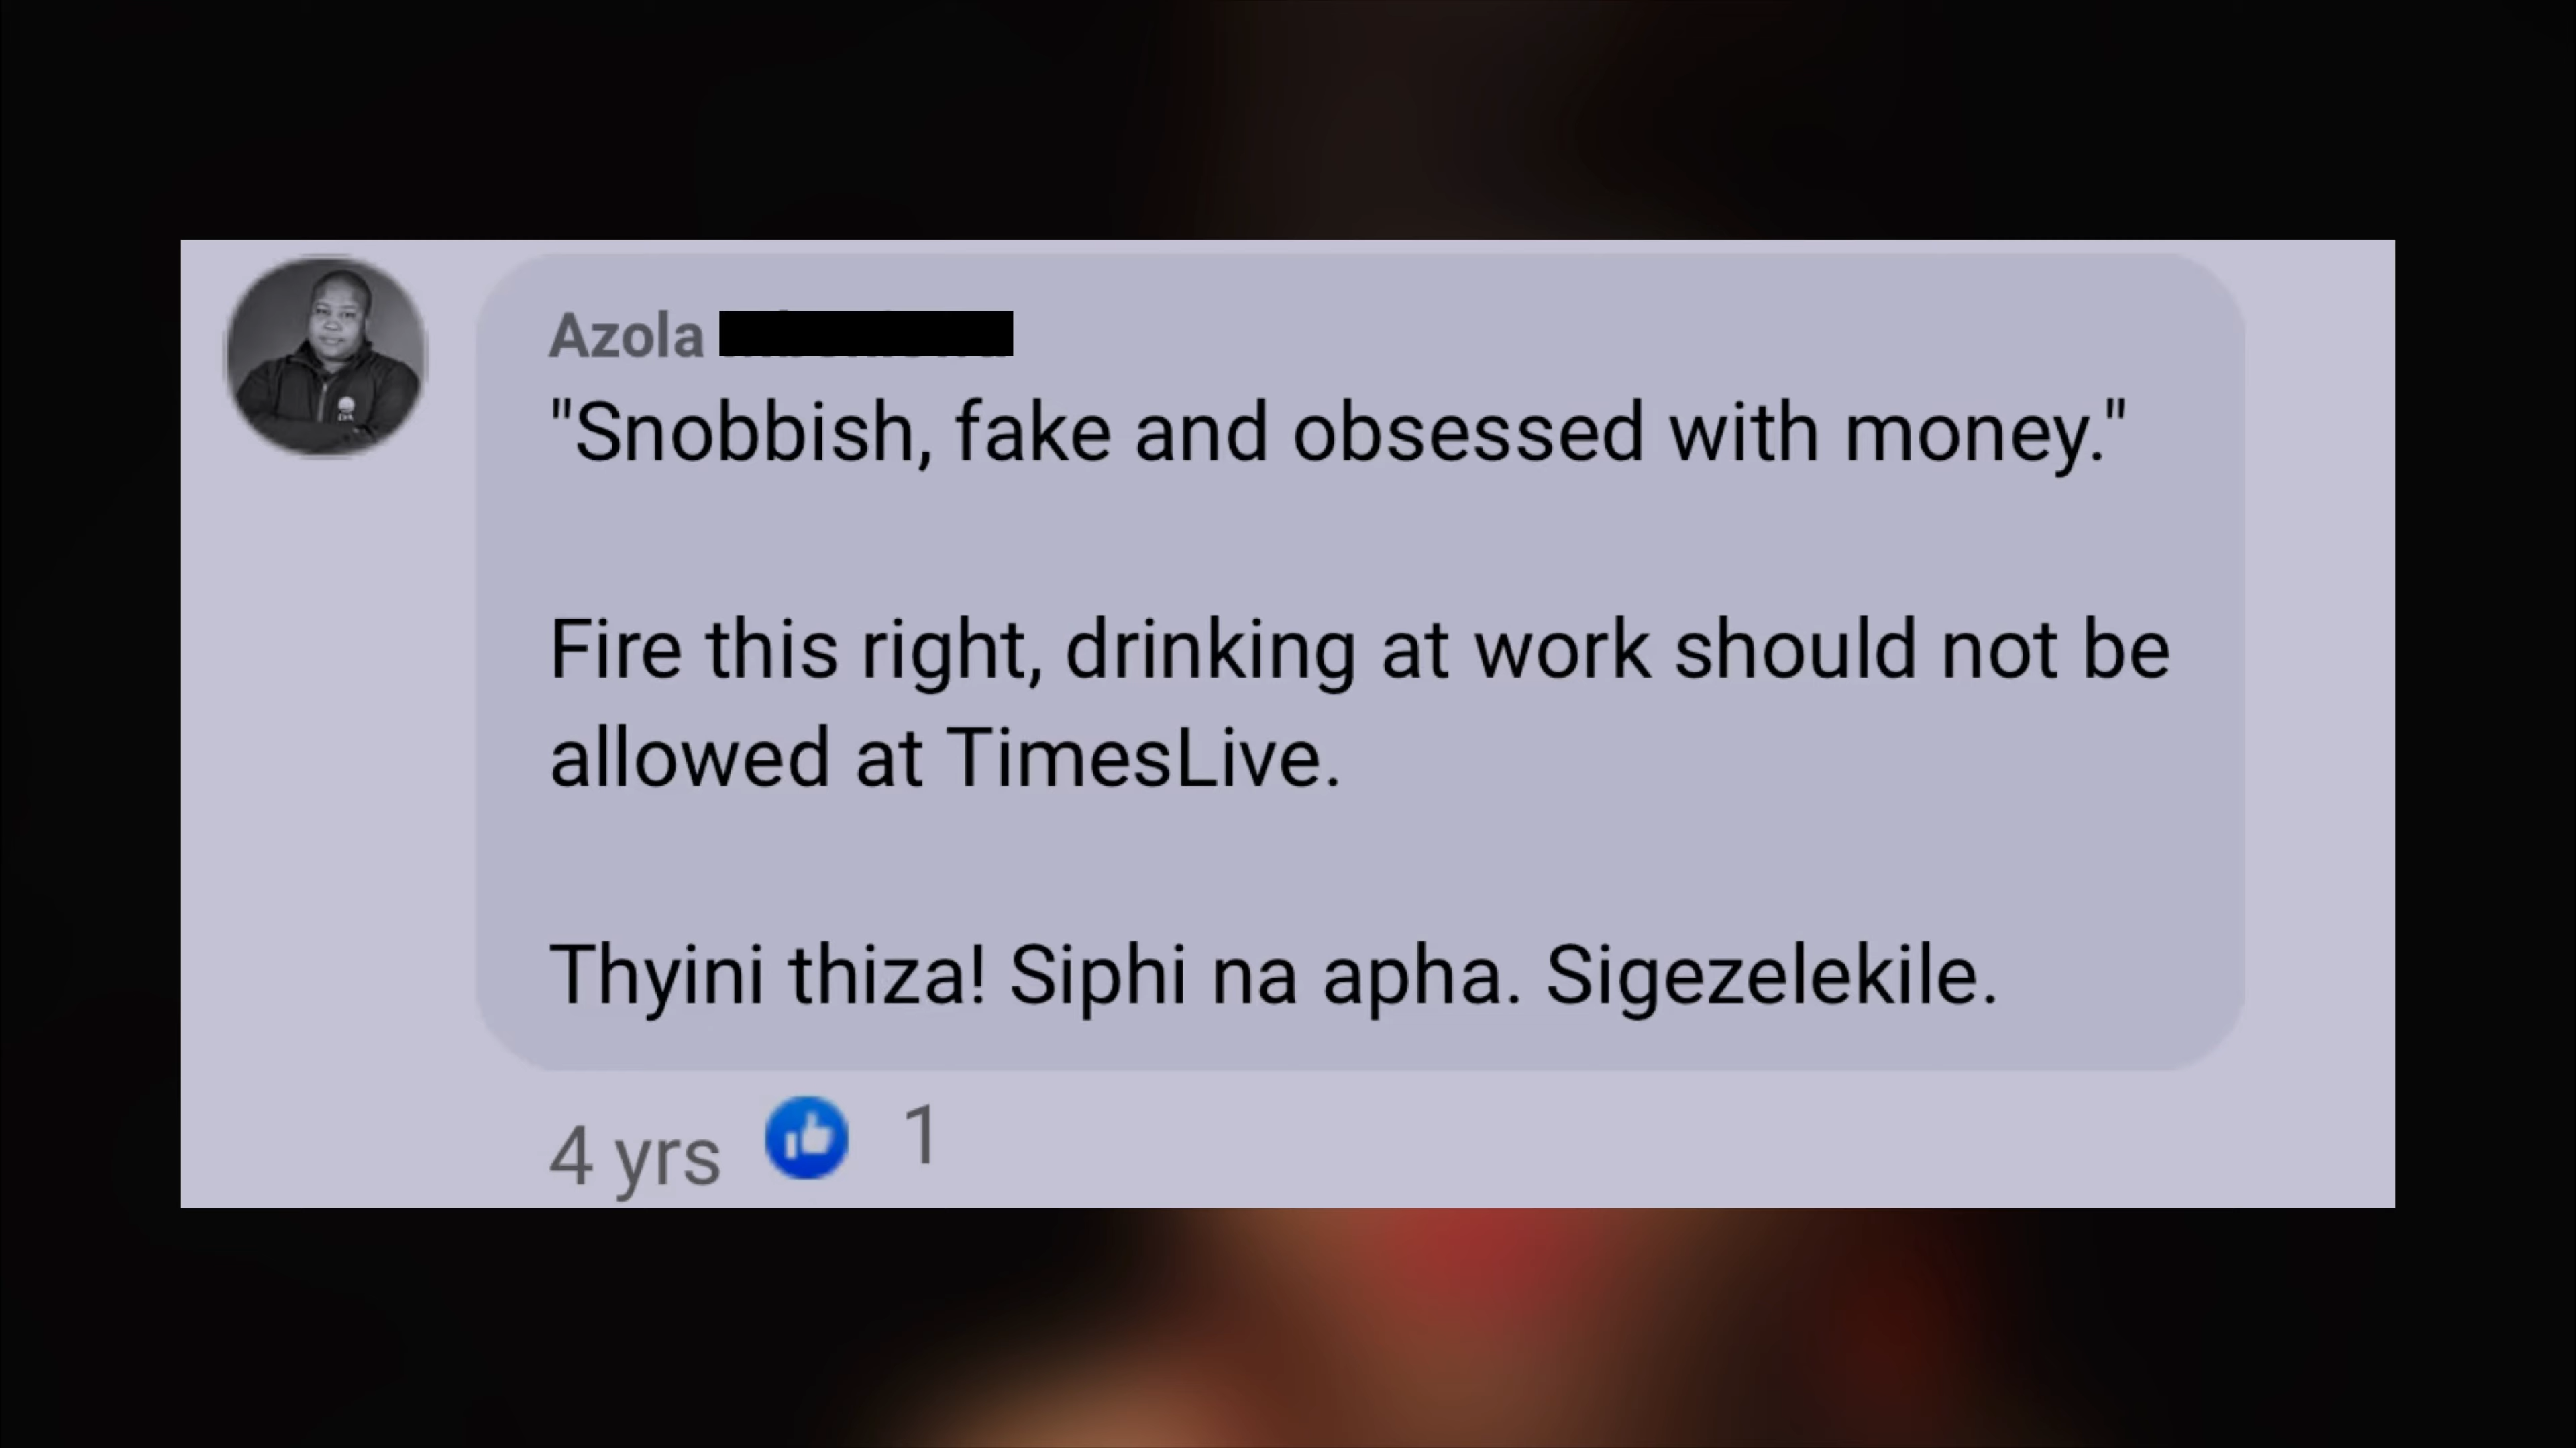 Azola
"Snobbish, fake and obsessed with money."
Fire this right, drinking at work should not be
allowed at TimesLive.
Thyini thiza! Siphi na apha. Sigezelekile.
4 yrs 1